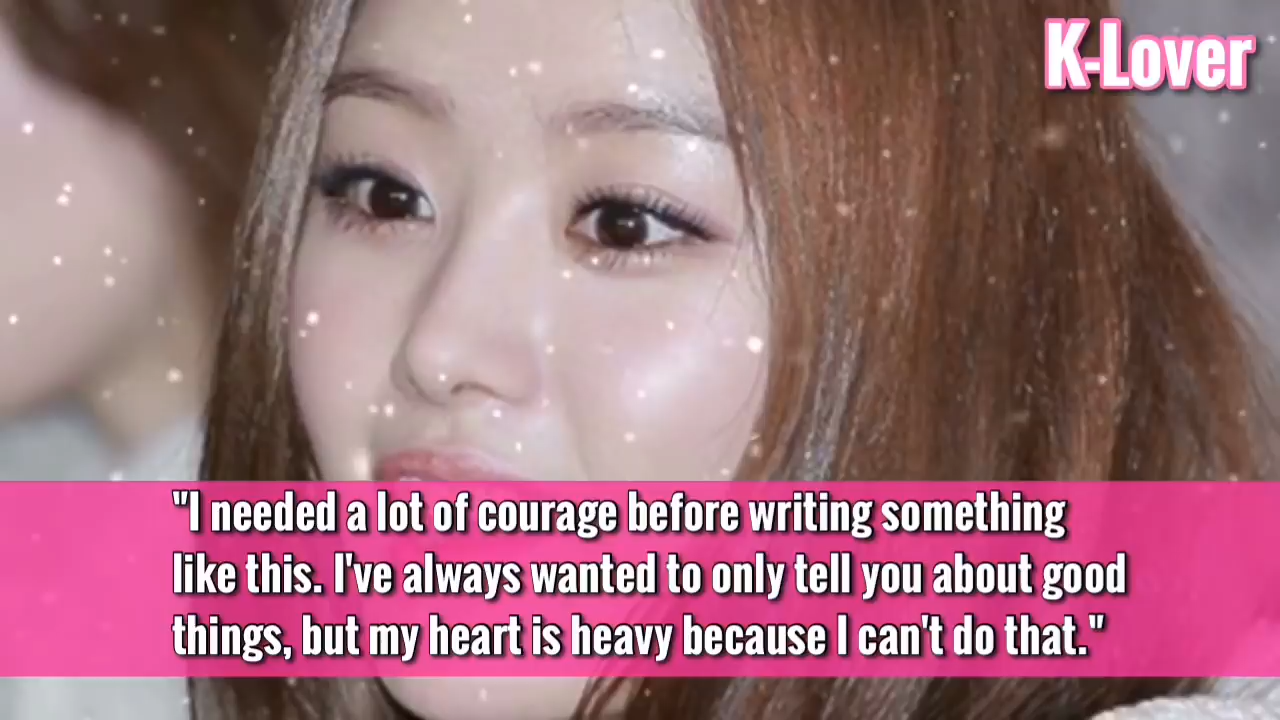 K-Lover
"I needed a lot of courage before writing something
like this. I've always wanted to only tell you about good
things, but my heart is heavy because I can't do that."